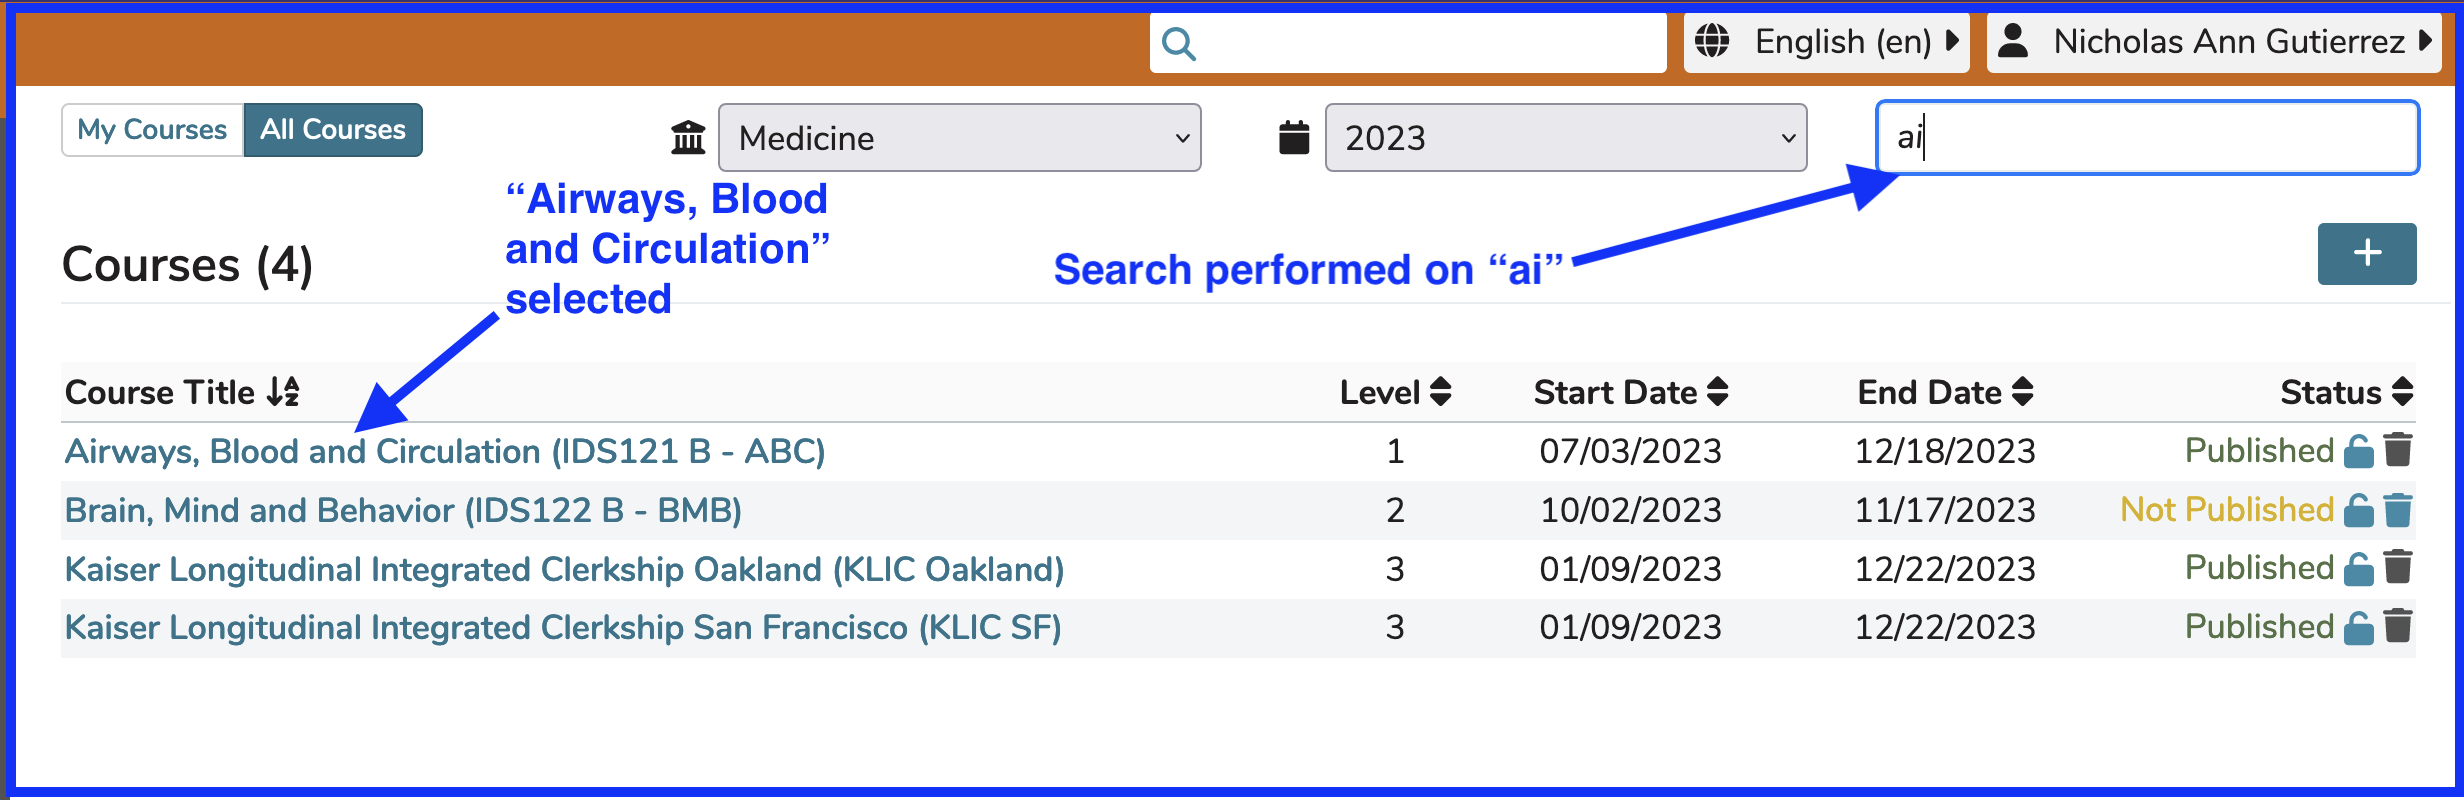 English (en)
Nicholas Ann Gutierrez
My Courses
All Courses
Medicine
2023
ai
“Airways, Blood
and Circulation”
selected
Search performed on “ai”
Courses (4)
Course Title Level Start Date End Date Status
Airways, Blood and Circulation (IDS121 B - ABC) 1 07/03/2023 12/18/2023 Published
Brain, Mind and Behavior (IDS122 B - BMB) 2 10/02/2023 11/17/2023 Not Published
Kaiser Longitudinal Integrated Clerkship Oakland (KLIC Oakland) 3 01/09/2023 12/22/2023 Published
Kaiser Longitudinal Integrated Clerkship San Francisco (KLIC SF) 3 01/09/2023 12/22/2023 Published